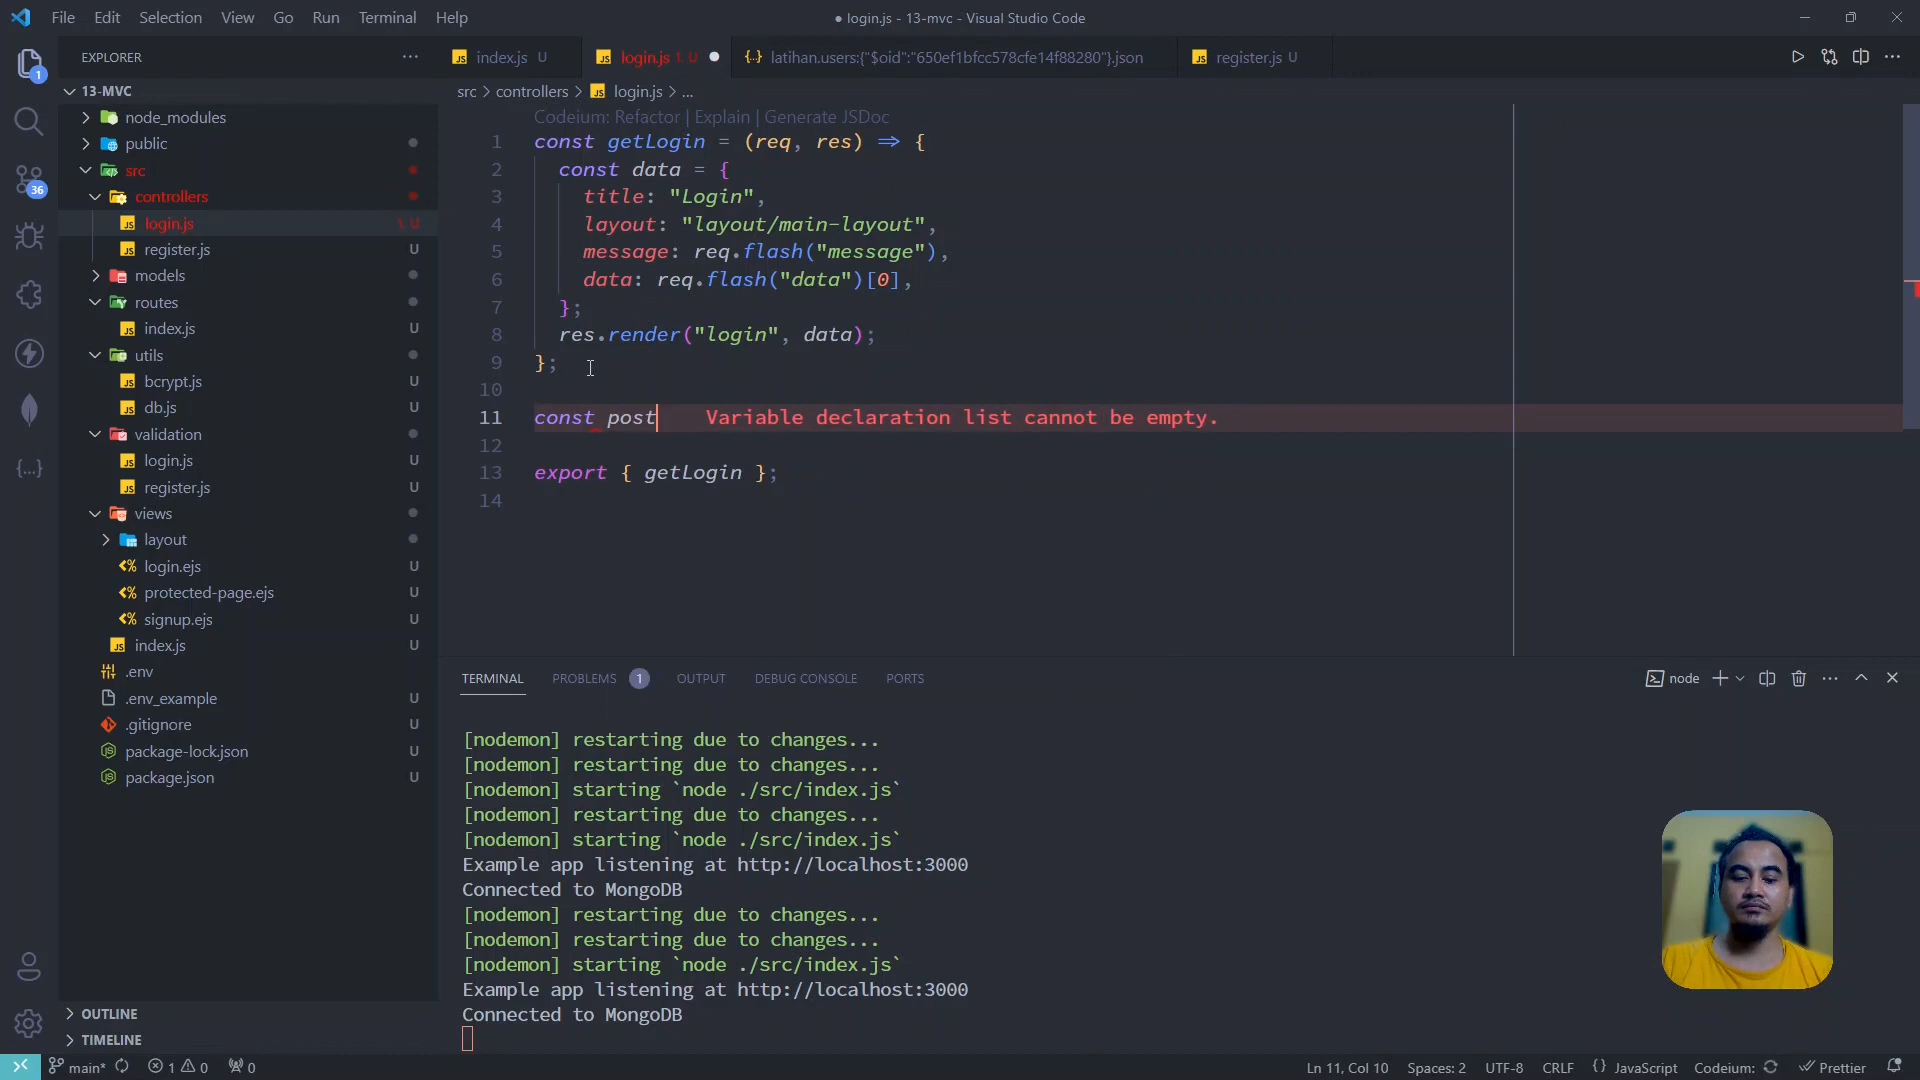 File Edit Selection View Go Run Terminal Help
● login.js - 13-mvc - Visual Studio Code
EXPLORER
index.js U
login.js 1, U
latihan.users:{"$oid":"650ef1bfcc578cfe14f88280"}.json
register.js U
13-MVC
src > controllers > login.js > ...
node_modules
public
src
controllers
login.js 1, U
register.js U
models
routes
index.js U
utils
bcrypt.js U
db.js U
validation
login.js U
register.js U
views
layout
login.ejs U
protected-page.ejs U
signup.ejs U
index.js U
.env
.env_example U
.gitignore U
package-lock.json U
package.json U
OUTLINE
TIMELINE
1
36
Codeium: Refactor | Explain | Generate JSDoc
1 const getLogin = (req, res) => {
2 const data = {
3 title: "Login",
4 layout: "layout/main-layout",
5 message: req.flash("message"),
6 data: req.flash("data")[0],
7 };
8 res.render("login", data);
9 };
10
11 const post Variable declaration list cannot be empty.
12
13 export { getLogin };
14
TERMINAL PROBLEMS 1 OUTPUT DEBUG CONSOLE PORTS
node
[nodemon] restarting due to changes...
[nodemon] restarting due to changes...
[nodemon] starting `node ./src/index.js`
[nodemon] restarting due to changes...
[nodemon] starting `node ./src/index.js`
Example app listening at http://localhost:3000
Connected to MongoDB
[nodemon] restarting due to changes...
[nodemon] restarting due to changes...
[nodemon] starting `node ./src/index.js`
Example app listening at http://localhost:3000
Connected to MongoDB
main* 1 0 0
Ln 11, Col 10 Spaces: 2 UTF-8 CRLF {} JavaScript Codeium: Prettier